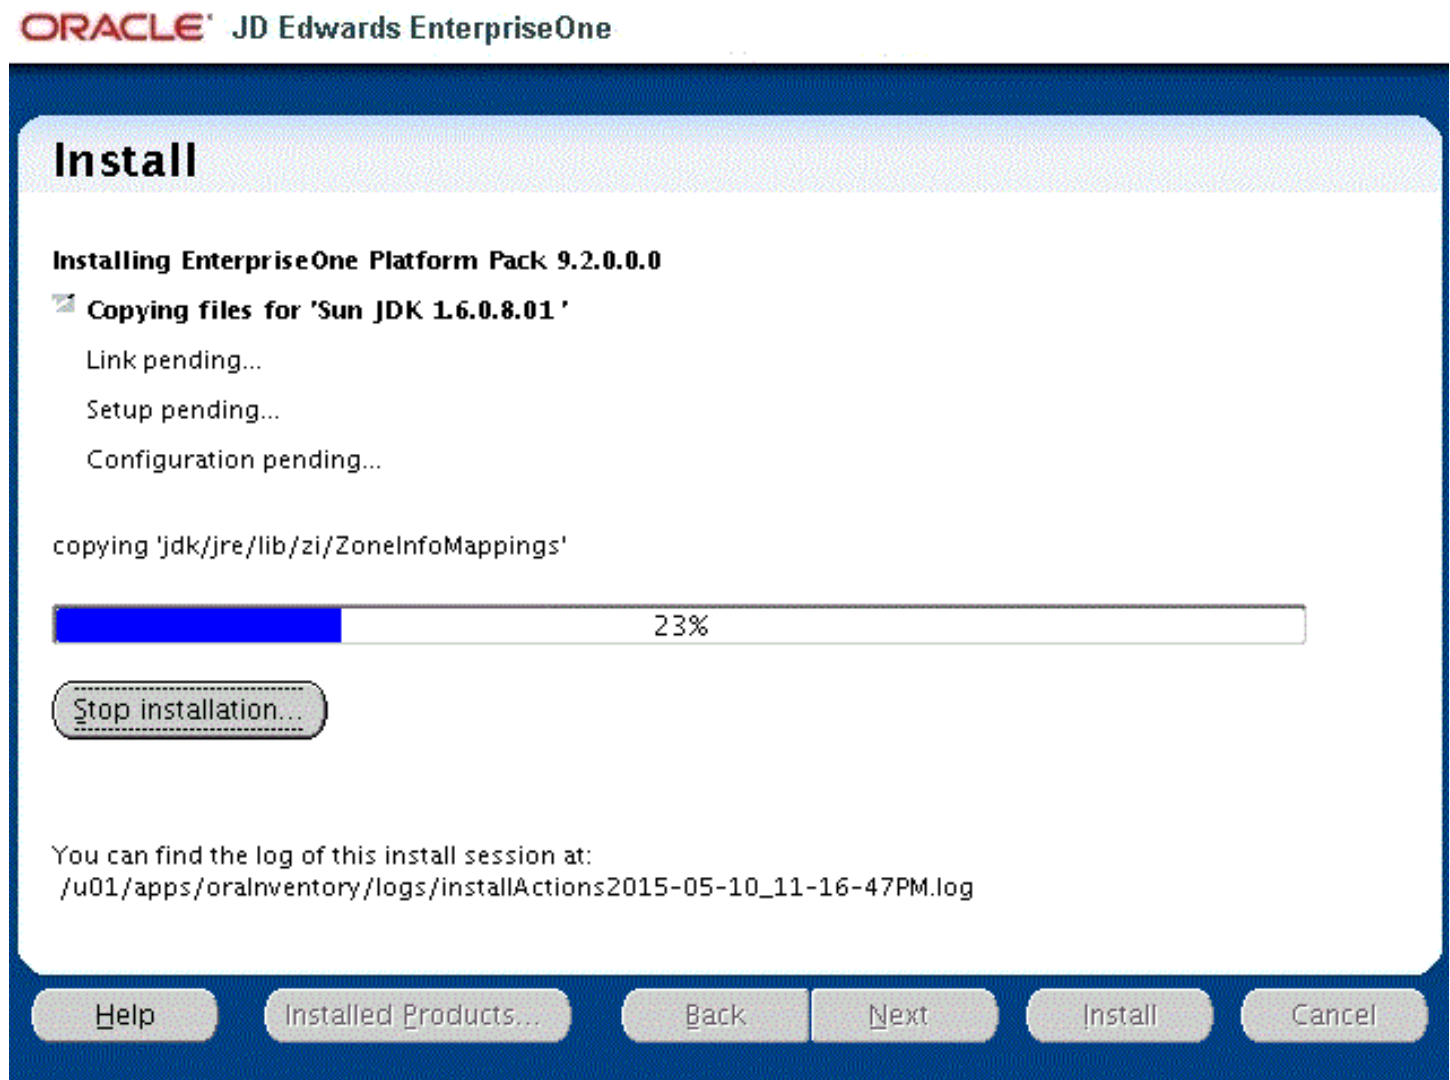 ORACLE® JD Edwards EnterpriseOne
Install
Installing EnterpriseOne Platform Pack 9.2.0.0.0
Copying files for 'Sun JDK 1.6.0.8.01 '
Link pending...
Setup pending...
Configuration pending...
copying 'jdk/jre/lib/zi/ZoneInfoMappings'
23%
Stop installation...
You can find the log of this install session at:
/u01/apps/oraInventory/logs/installActions2015-05-10_11-16-47PM.log
Help Installed Products... Back Next Install Cancel